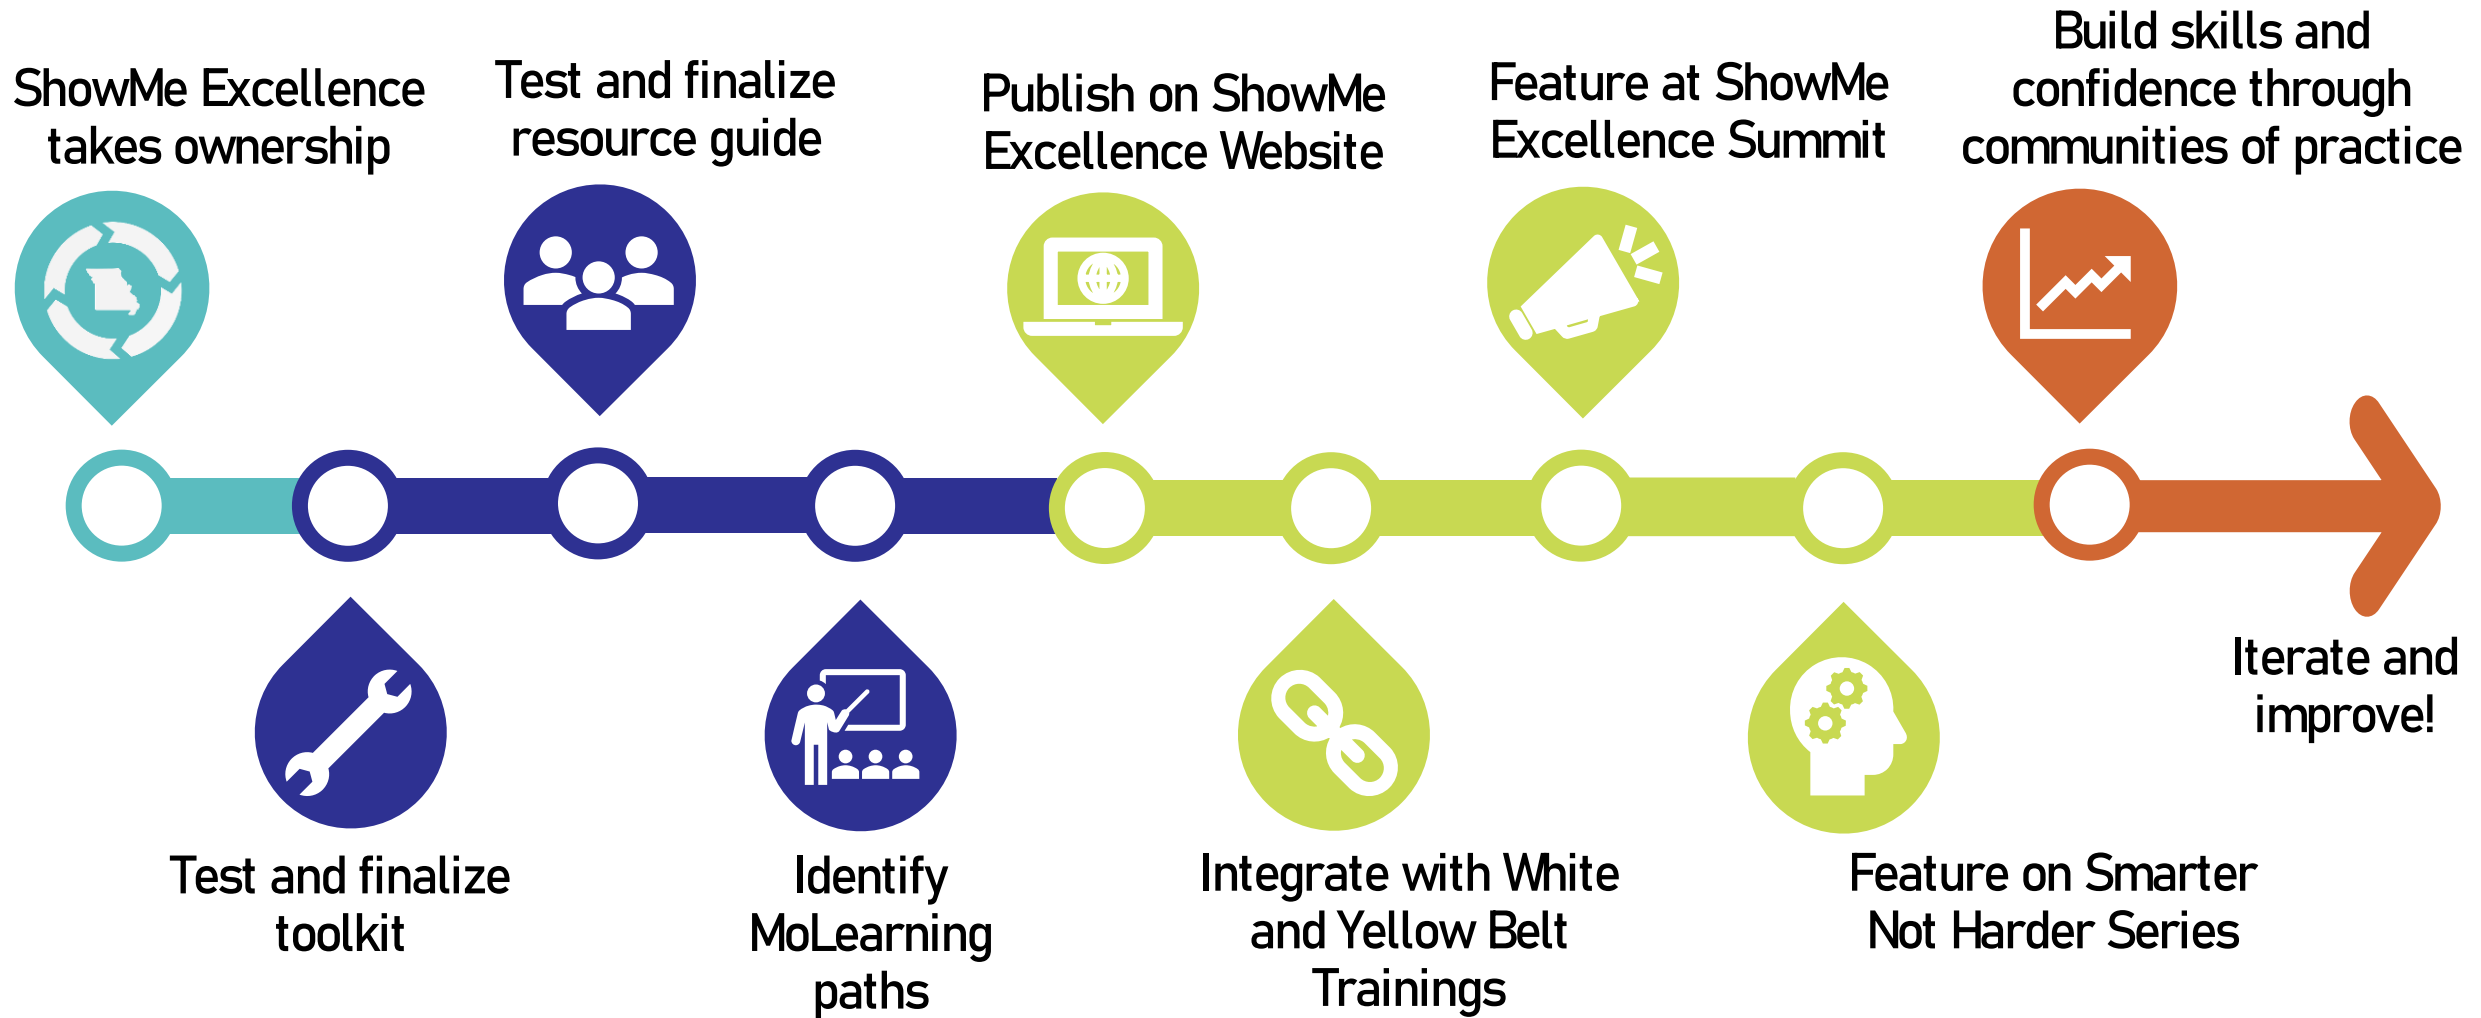 ShowMe Excellence
takes ownership
Test and finalize
toolkit
Test and finalize
resource guide
Identify
MoLearning
paths
Publish on ShowMe
Excellence Website
Integrate with White
and Yellow Belt
Trainings
Feature at ShowMe
Excellence Summit
Feature on Smarter
Not Harder Series
Build skills and
confidence through
communities of practice
Iterate and
improve!